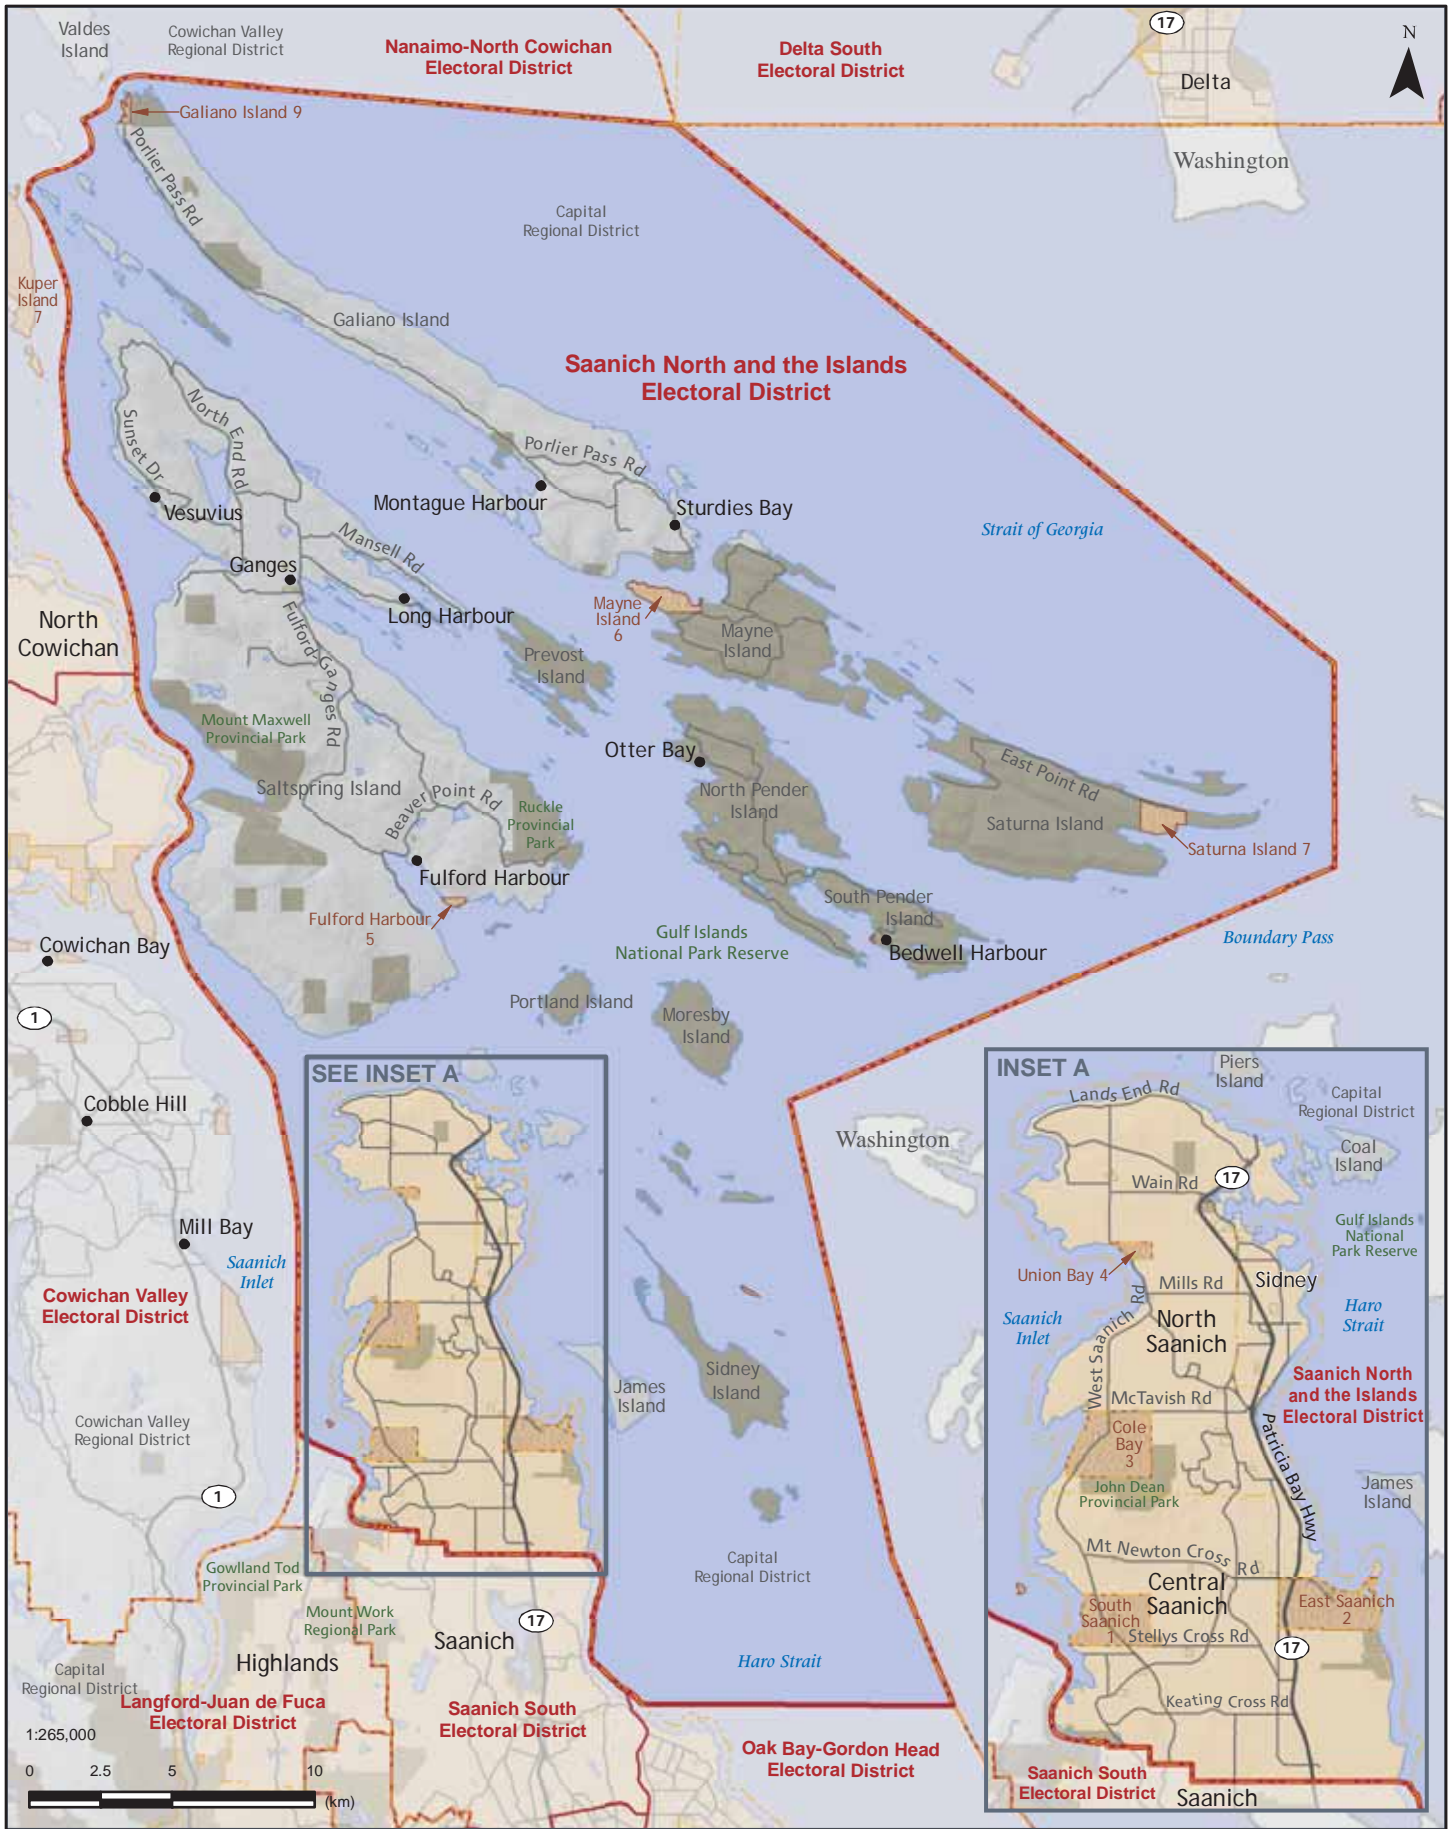 Valdes
Island
Cowichan Valley
Regional District
Nanaimo-North Cowichan
Electoral District
Delta South
Electoral District
17
Delta
N
Washington
Galiano Island 9
Porlier Pass Rd
Capital
Regional District
Kuper
Island
7
Galiano Island
Saanich North and the Islands
Electoral District
North End Rd
Sunset Dr
Porlier Pass Rd
Montague Harbour
Sturdies Bay
Vesuvius
Mansell Rd
Strait of Georgia
Ganges
Long Harbour
Mayne
Island
6
Mayne
Island
North
Cowichan
Fulford-Ganges Rd
Prevost
Island
Mount Maxwell
Provincial Park
Otter Bay
East Point Rd
Saltspring Island
Beaver Point Rd
North Pender
Island
Ruckle
Provincial
Park
Saturna Island
Saturna Island 7
Fulford Harbour
South Pender
Island
Fulford Harbour
5
Gulf Islands
National Park Reserve
Boundary Pass
Cowichan Bay
Bedwell Harbour
Portland Island
Moresby
Island
1
Cobble Hill
Washington
Mill Bay
Saanich
Inlet
Cowichan Valley
Electoral District
James
Island
Sidney
Island
Cowichan Valley
Regional District
1
Gowlland Tod
Provincial Park
Mount Work
Regional Park
Capital
Regional District
17
Saanich
Highlands
Haro Strait
Capital
Regional District
Langford-Juan de Fuca
Electoral District
Saanich South
Electoral District
Oak Bay-Gordon Head
Electoral District
1:265,000
0 2.5 5 10
(km)
SEE INSET A
INSET A
Piers
Island
Lands End Rd
Capital
Regional District
Coal
Island
Wain Rd
17
Gulf Islands
National
Park Reserve
Union Bay 4
Mills Rd
Sidney
Saanich
Inlet
North
Saanich
Haro
Strait
West Saanich Rd
Saanich North
and the Islands
Electoral District
McTavish Rd
Cole
Bay
3
Patricia Bay Hwy
John Dean
Provincial Park
James
Island
Mt Newton Cross Rd
Central
Saanich
South
Saanich
1
East Saanich
2
Stellys Cross Rd
17
Keating Cross Rd
Saanich South
Electoral District
Saanich